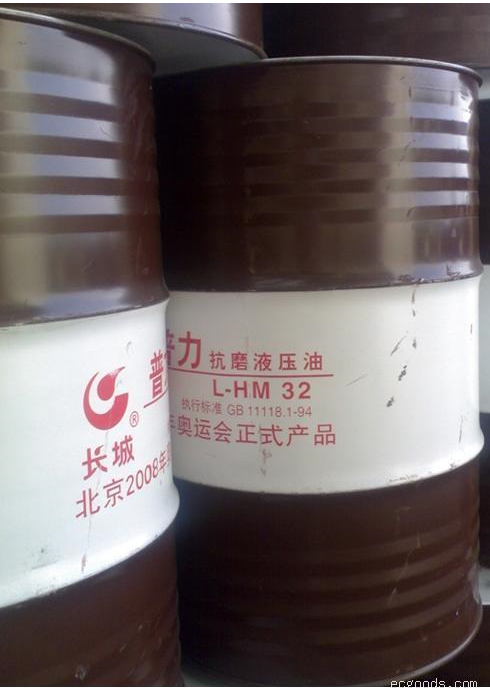 普力 抗磨液压油
L-HM 32
执行标准 GB 11118.1-94
奥运会正式产品
®
长城
北京2008年
ecgoods.com